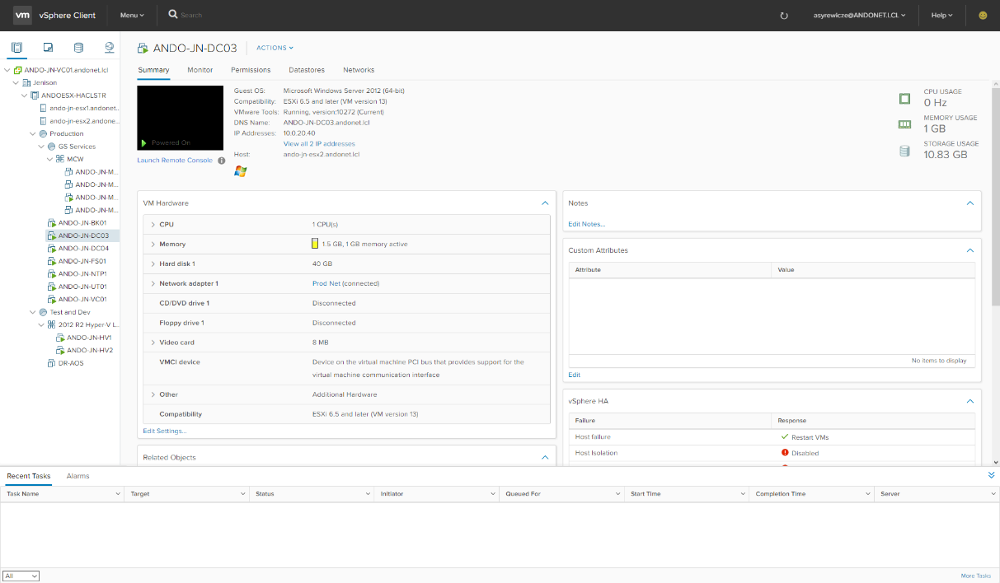 vm vSphere Client Menu Search asyrewicze@ANDONET.LCL Help
ANDO-JN-VC01.andonet.lcl
Jenison
ANDOESX-HACLSTR
ando-jn-esx1.andonet...
ando-jn-esx2.andone...
Production
GS Services
MCW
ANDO-JN-M...
ANDO-JN-M...
ANDO-JN-M...
ANDO-JN-M...
ANDO-JN-BK01
ANDO-JN-DC03
ANDO-JN-DC04
ANDO-JN-FS01
ANDO-JN-NTP1
ANDO-JN-UT01
ANDO-JN-VC01
Test and Dev
2012 R2 Hyper-V L...
ANDO-JN-HV1
ANDO-JN-HV2
DR-AOS
ANDO-JN-DC03 ACTIONS
Summary Monitor Permissions Datastores Networks
Powered On
Launch Remote Console
Guest OS: Microsoft Windows Server 2012 (64-bit)
Compatibility: ESXi 6.5 and later (VM version 13)
VMware Tools: Running, version:10272 (Current)
DNS Name: ANDO-JN-DC03.andonet.lcl
IP Addresses: 10.0.20.40
View all 2 IP addresses
Host: ando-jn-esx2.andonet.lcl
CPU USAGE
0 Hz
MEMORY USAGE
1 GB
STORAGE USAGE
10.83 GB
VM Hardware
CPU 1 CPU(s)
Memory 1.5 GB, 1 GB memory active
Hard disk 1 40 GB
Network adapter 1 Prod Net (connected)
CD/DVD drive 1 Disconnected
Floppy drive 1 Disconnected
Video card 8 MB
VMCI device Device on the virtual machine PCI bus that provides support for the
virtual machine communication interface
Other Additional Hardware
Compatibility ESXi 6.5 and later (VM version 13)
Edit Settings...
Related Objects
Notes
Edit Notes...
Custom Attributes
Attribute Value
No items to display
Edit
vSphere HA
Failure Response
Host failure Restart VMs
Host Isolation Disabled
Recent Tasks Alarms
Task Name Target Status Initiator Queued For Start Time Completion Time Server
All More Tasks